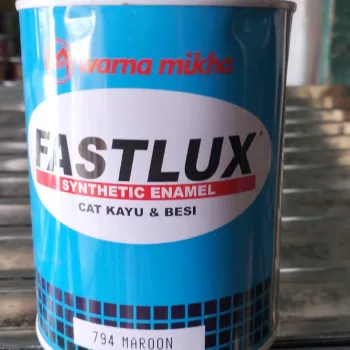 warna mikha
FASTLUX
SYNTHETIC ENAMEL
CAT KAYU & BESI
794 MAROON